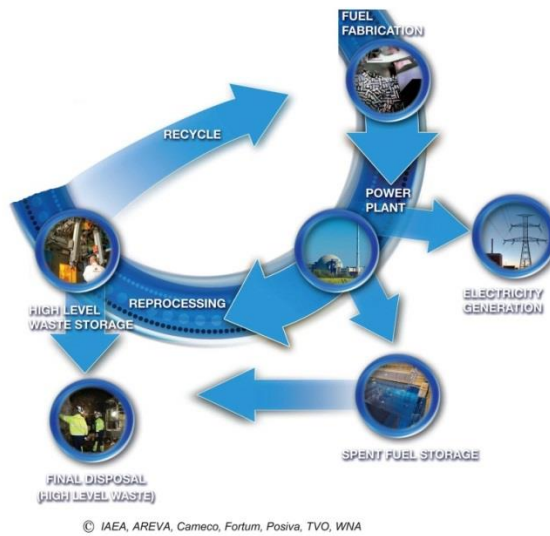 FUEL
FABRICATION
RECYCLE
POWER
PLANT
ELECTRICITY
GENERATION
REPROCESSING
HIGH LEVEL
WASTE STORAGE
SPENT FUEL STORAGE
FINAL DISPOSAL
(HIGH LEVEL WASTE)
© IAEA, AREVA, Cameco, Fortum, Posiva, TVO, WNA